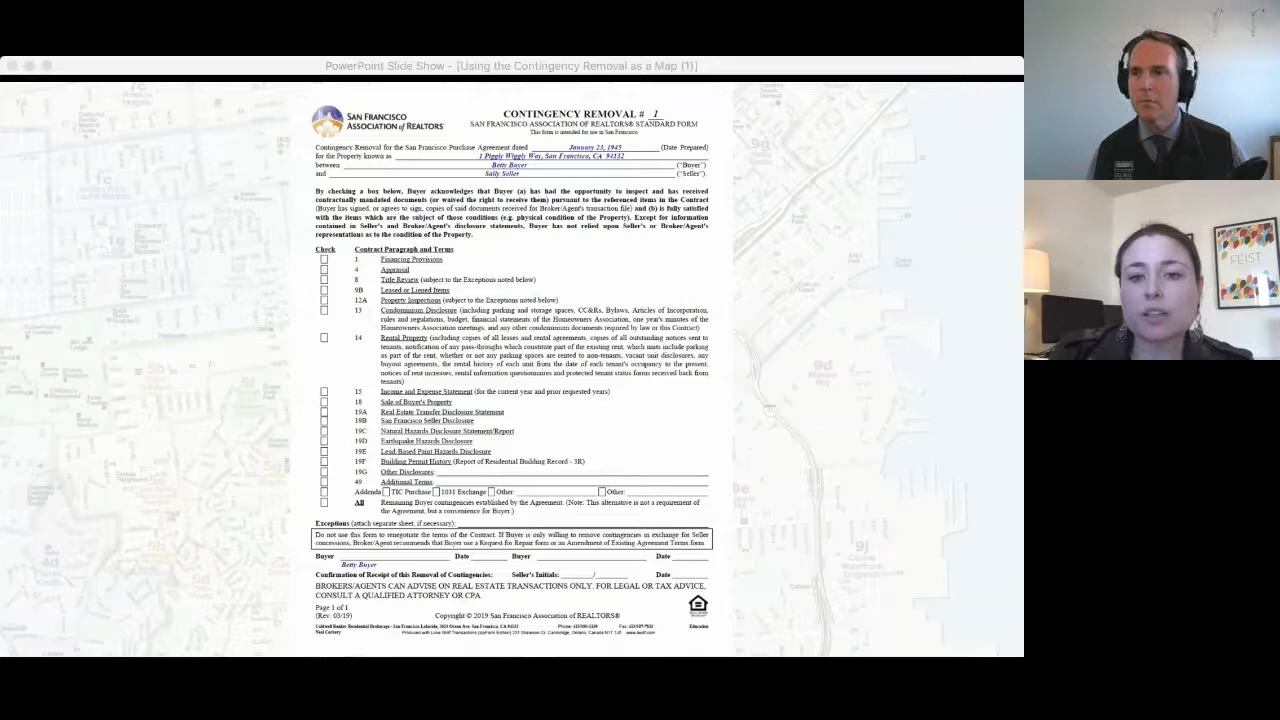 PowerPoint Slide Show - [Using the Contingency Removal as a Map (1)]
SAN FRANCISCO
ASSOCIATION of REALTORS®
CONTINGENCY REMOVAL # 1
SAN FRANCISCO ASSOCIATION OF REALTORS® STANDARD FORM
This form is intended for use in San Francisco
Contingency Removal for the San Francisco Purchase Agreement dated January 23, 1945 (Date Prepared)
for the Property known as 1 Piggly Wiggly Way, San Francisco, CA 94132
between Betty Buyer ("Buyer")
and Sally Seller ("Seller").
By checking a box below, Buyer acknowledges that Buyer (a) has had the opportunity to inspect and has received
contractually mandated documents (or waived the right to receive them) pursuant to the referenced items in the Contract
(Buyer has signed, or agrees to sign, copies of said documents received for Broker/Agent's transaction file) and (b) is fully satisfied
with the items which are the subject of those conditions (e.g. physical condition of the Property). Except for information
contained in Seller's and Broker/Agent's disclosure statements, Buyer has not relied upon Seller's or Broker/Agent's
representations as to the condition of the Property.
Check Contract Paragraph and Terms
1 Financing Provisions
4 Appraisal
8 Title Review (subject to the Exceptions noted below)
9B Leased or Liened Items
12A Property Inspections (subject to the Exceptions noted below)
13 Condominium Disclosure (including parking and storage spaces, CC&Rs, Bylaws, Articles of Incorporation,
rules and regulations, budget, financial statements of the Homeowners Association, one year's minutes of the
Homeowners Association meetings, and any other condominium documents required by law or this Contract)
14 Rental Property (including copies of all leases and rental agreements, copies of all outstanding notices sent to
tenants, notification of any pass-throughs which constitute part of the existing rent, which units include parking
as part of the rent, whether or not any parking spaces are rented to non-tenants, vacant unit disclosures, any
buyout agreements, the rental history of each unit from the date of each tenant's occupancy to the present,
notices of rent increases, rental information questionnaires and protected tenant status forms received back from
tenants)
15 Income and Expense Statement (for the current year and prior requested years)
18 Sale of Buyer's Property
19A Real Estate Transfer Disclosure Statement
19B San Francisco Seller Disclosure
19C Natural Hazards Disclosure Statement/Report
19D Earthquake Hazards Disclosure
19E Lead-Based Paint Hazards Disclosure
19F Building Permit History (Report of Residential Building Record - 3R)
19G Other Disclosures:
49 Additional Terms:
Addenda TIC Purchase 1031 Exchange Other: Other:
All Remaining Buyer contingencies established by the Agreement. (Note: This alternative is not a requirement of
the Agreement, but a convenience for Buyer.)
Exceptions (attach separate sheet, if necessary):
Do not use this form to renegotiate the terms of the Contract. If Buyer is only willing to remove contingencies in exchange for Seller
concessions, Broker/Agent recommends that Buyer use a Request for Repair form or an Amendment of Existing Agreement Terms form.
Buyer Date Buyer Date
Betty Buyer
Confirmation of Receipt of this Removal of Contingencies: Seller's Initials: / Date
BROKERS/AGENTS CAN ADVISE ON REAL ESTATE TRANSACTIONS ONLY. FOR LEGAL OR TAX ADVICE,
CONSULT A QUALIFIED ATTORNEY OR CPA.
Page 1 of 1
(Rev. 03/19) Copyright © 2019 San Francisco Association of REALTORS®
Education
FEIST
GLOBAL
9d
9j